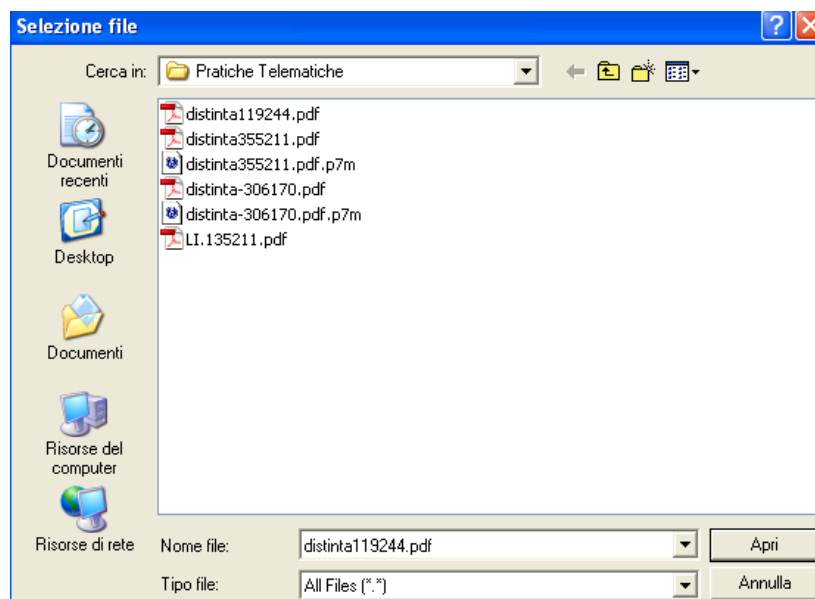 Selezione file
Cerca in: Pratiche Telematiche
Documenti recenti
Desktop
Documenti
Risorse del computer
Risorse di rete
distinta119244.pdf
distinta355211.pdf
distinta355211.pdf.p7m
distinta-306170.pdf
distinta-306170.pdf.p7m
LI.135211.pdf
Nome file: distinta119244.pdf Apri
Tipo file: All Files (*.*) Annulla